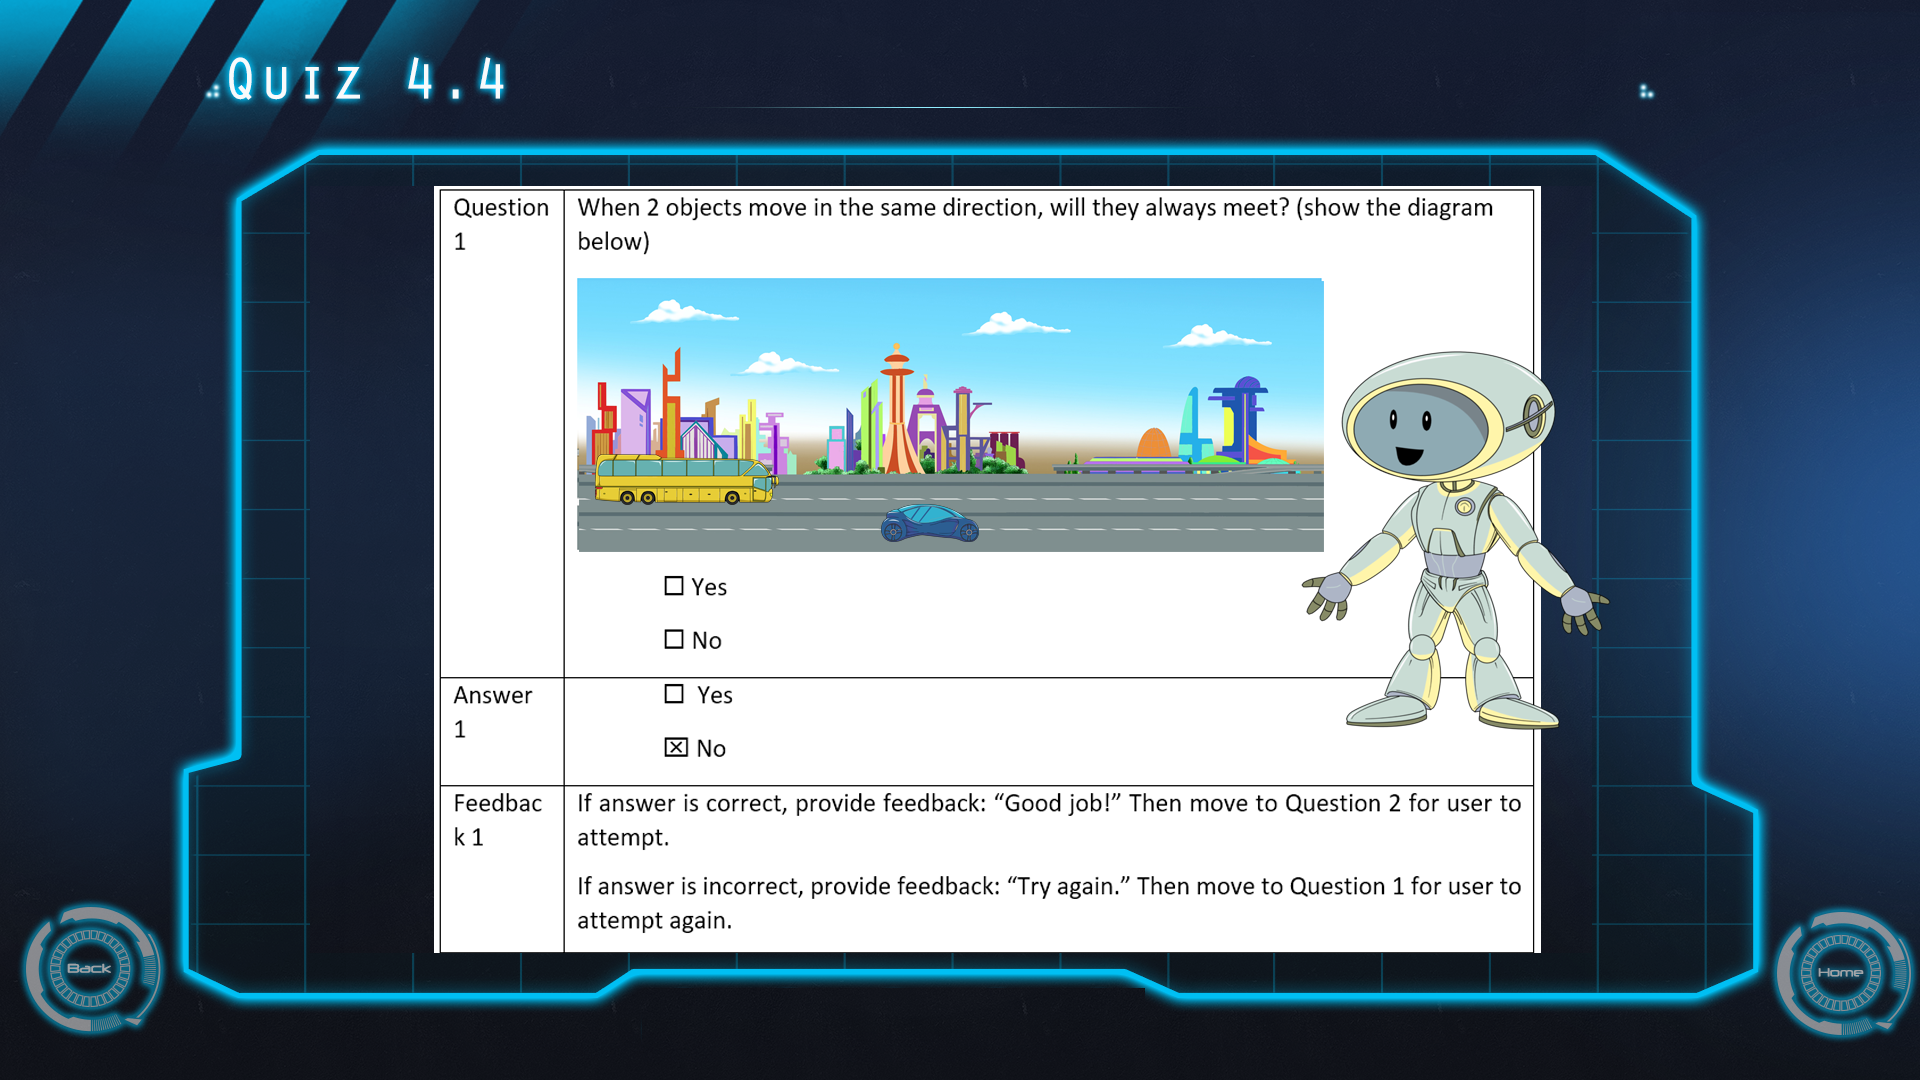 Quiz 4.4
Question
1
When 2 objects move in the same direction, will they always meet? (show the diagram
below)
☐ Yes
☐ No
Answer
1
☐ Yes
☒ No
Feedbac
k 1
If answer is correct, provide feedback: “Good job!” Then move to Question 2 for user to
attempt.
If answer is incorrect, provide feedback: “Try again.” Then move to Question 1 for user to
attempt again.
Back
Home